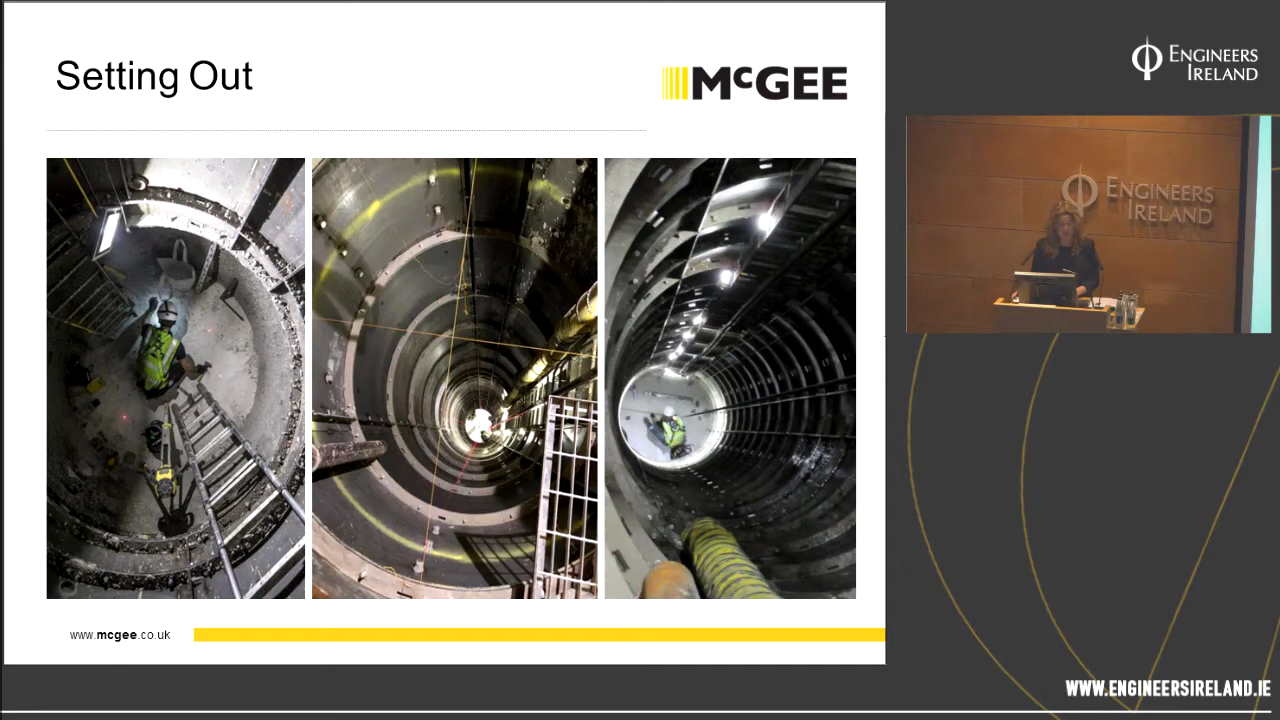 Setting Out
McGEE
www.mcgee.co.uk
ENGINEERS
IRELAND
ENGINEERS
IRELAND
WWW.ENGINEERSIRELAND.IE